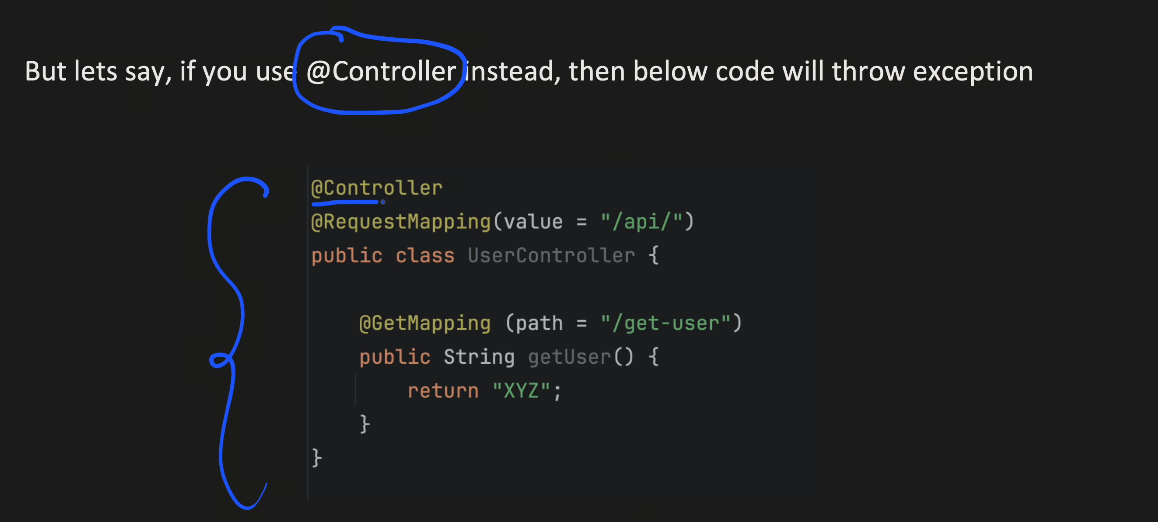 But lets say, if you use @Controller instead, then below code will throw exception
@Controller
@RequestMapping(value = "/api/")
public class UserController {
@GetMapping (path = "/get-user")
public String getUser() {
return "XYZ";
}
}